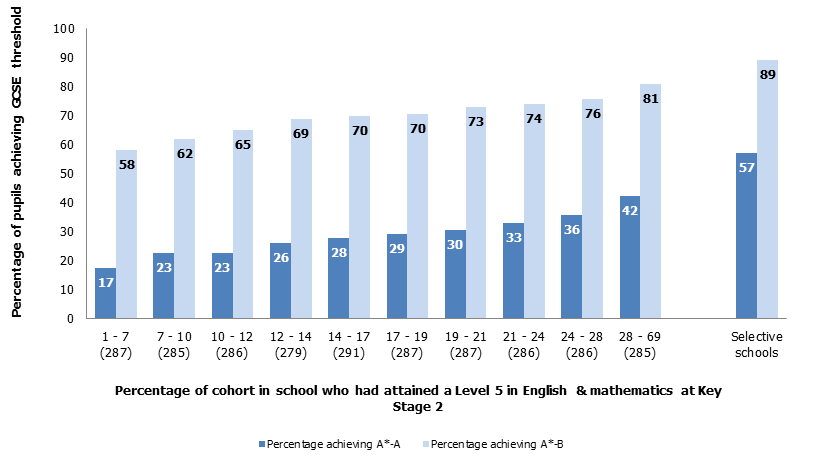 Percentage of pupils achieving GCSE threshold
100
90
80
70
60
50
40
30
20
10
0
17
58
23
62
23
65
26
69
28
70
29
70
30
73
33
74
36
76
42
81
57
89
1 - 7
(287)
7 - 10
(285)
10 - 12
(286)
12 - 14
(279)
14 - 17
(291)
17 - 19
(287)
19 - 21
(287)
21 - 24
(286)
24 - 28
(286)
28 - 69
(285)
Selective
schools
Percentage of cohort in school who had attained a Level 5 in English & mathematics at Key
Stage 2
Percentage achieving A*-A
Percentage achieving A*-B